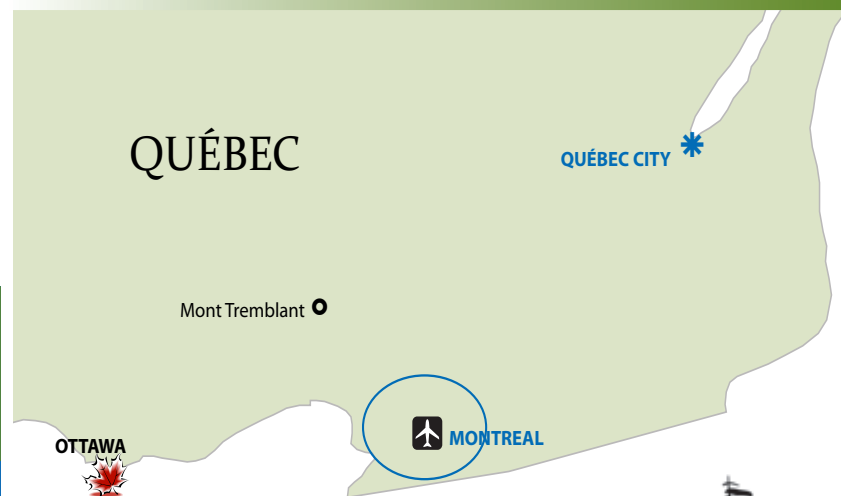 QUÉBEC
QUÉBEC CITY
Mont Tremblant
MONTREAL
OTTAWA